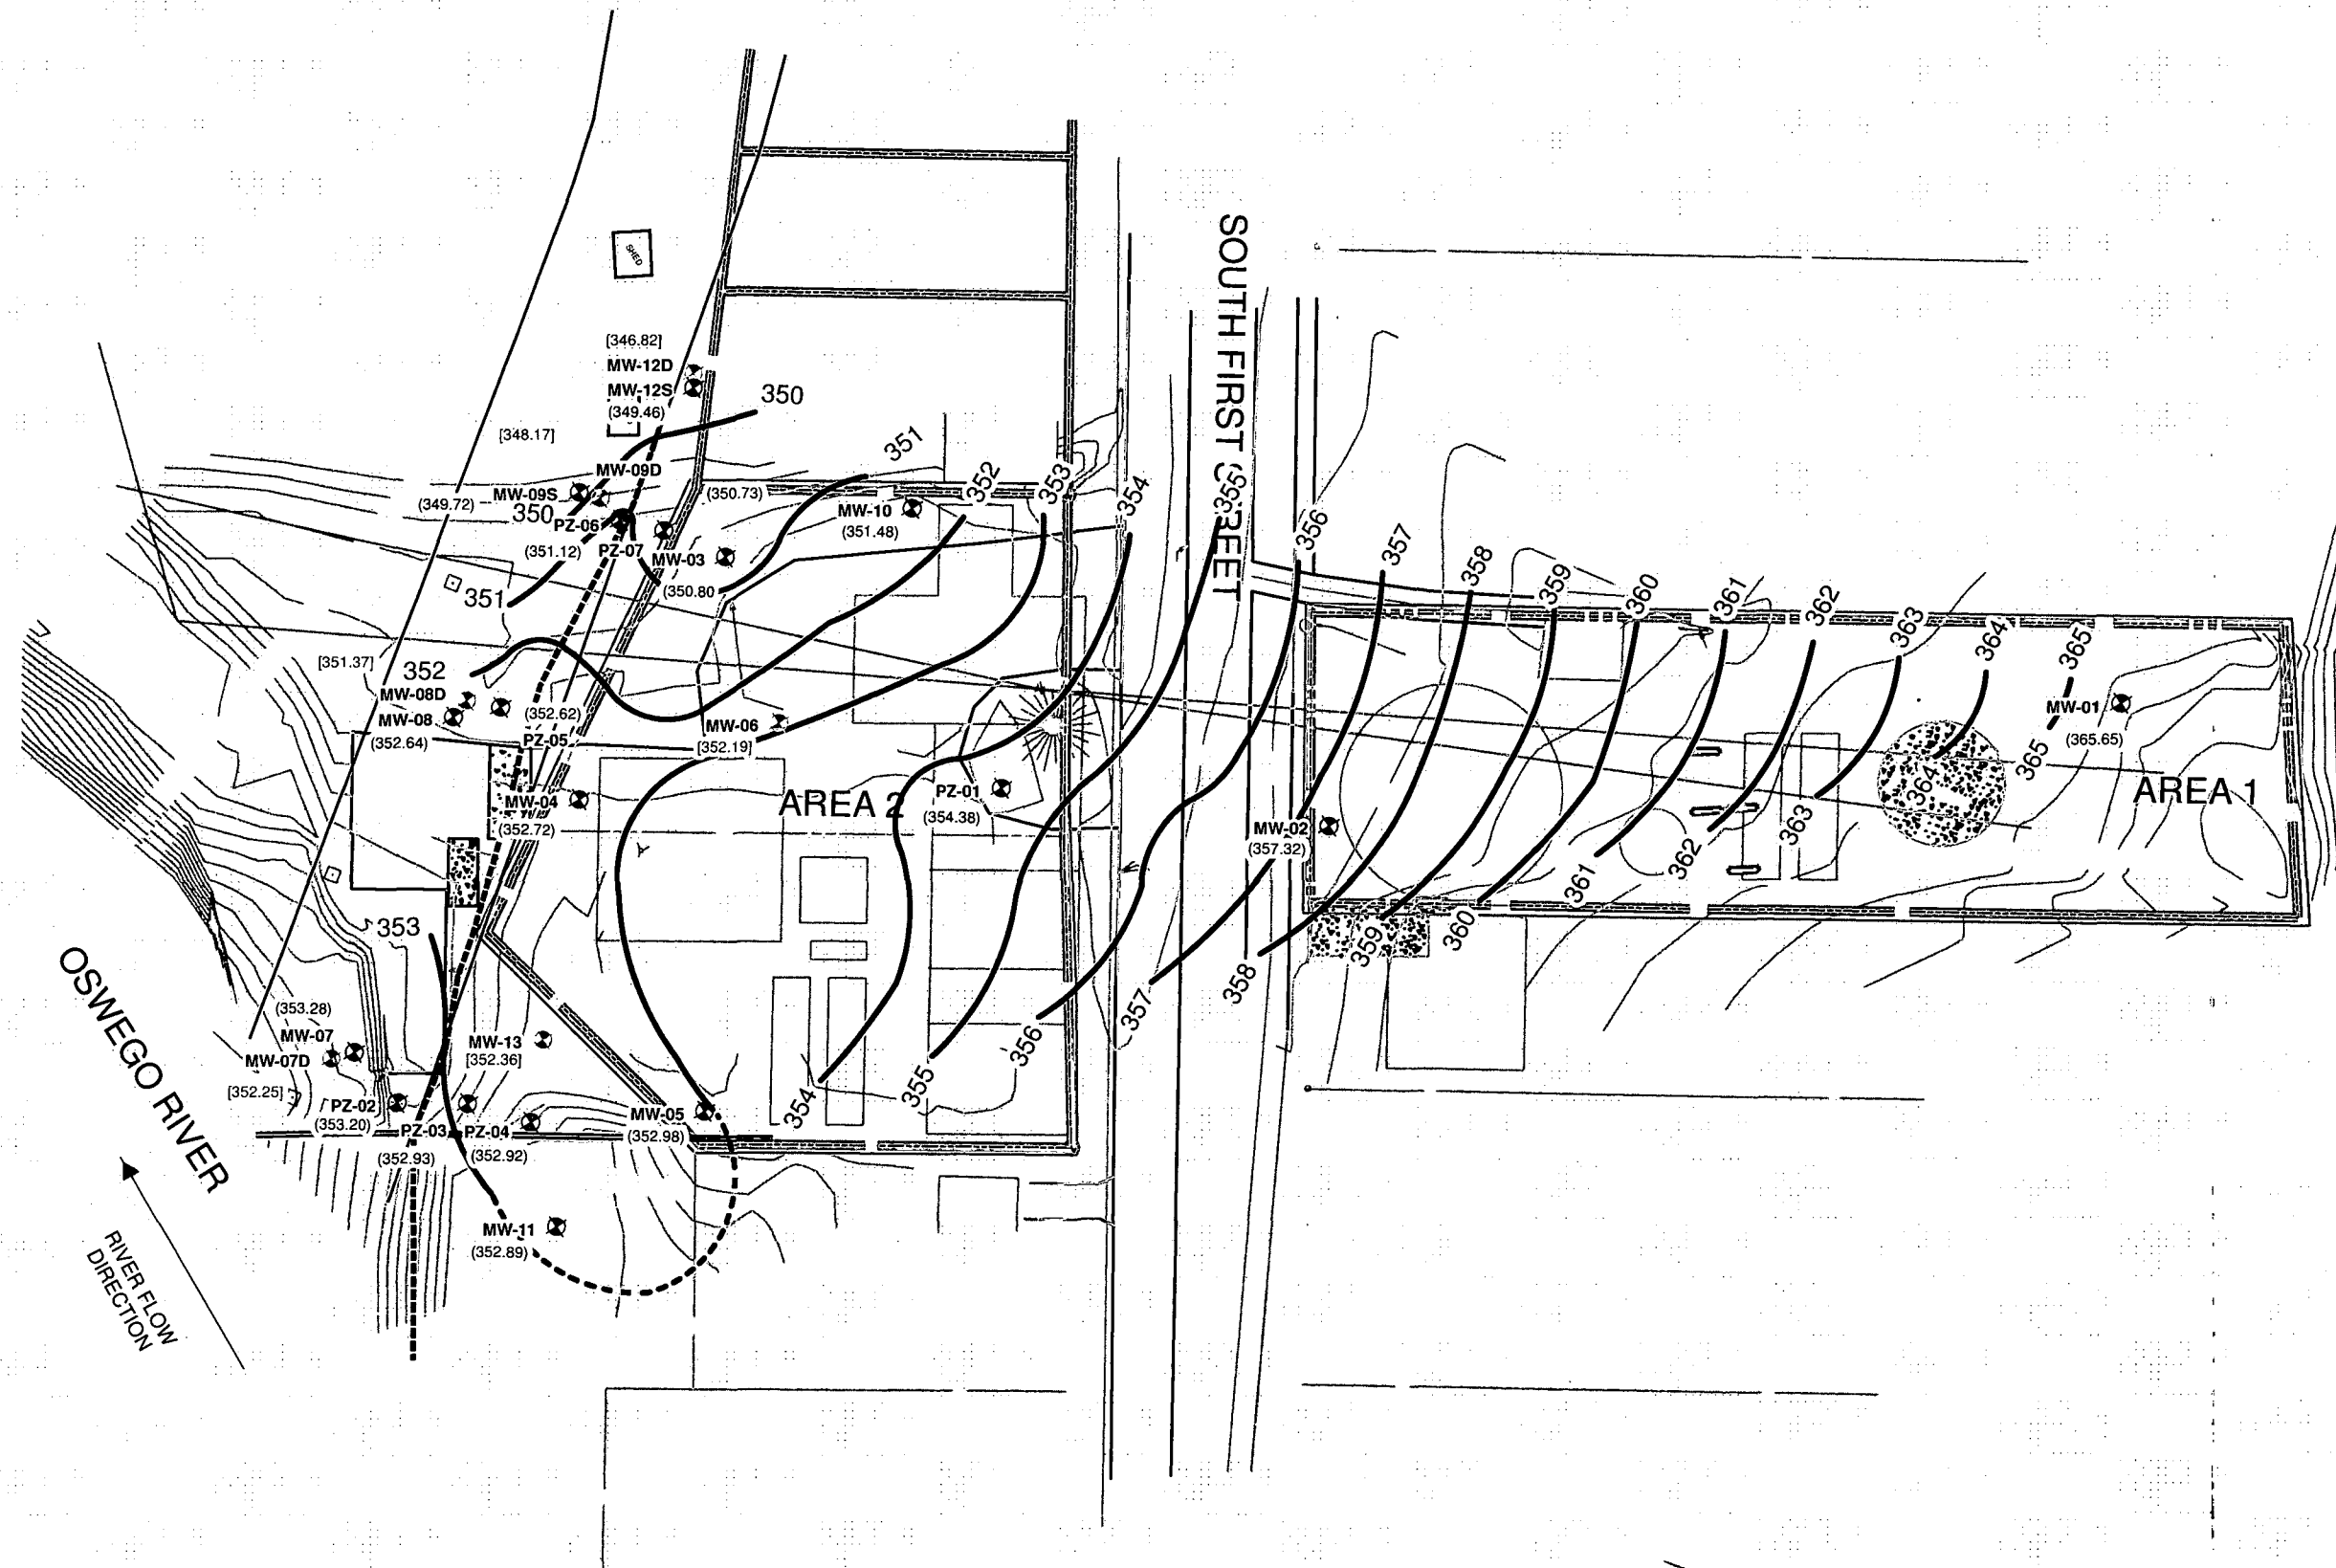 SHED
SOUTH FIRST STREET
[346.82]
MW-12D
MW-12S
(349.46)
350
[348.17]
351
MW-09D
MW-09S
(349.72)
350
PZ-06
(350.73)
MW-10
(351.48)
352
353
354
355
356
357
358
359
360
361
362
363
364
365
(351.12)
PZ-07
MW-03
(350.80
351
[351.37]
352
MW-08D
MW-08
(352.64)
(352.62)
PZ-05
MW-06
[352.19]
MW-01
(365.65)
365
364
363
362
361
360
359
358
357
356
355
354
AREA 1
AREA 2
PZ-01
(354.38)
MW-02
(357.32)
MW-04
(352.72)
353
OSWEGO RIVER
(353.28)
MW-07
MW-07D
[352.25]
MW-13
[352.36]
PZ-02
(353.20)
PZ-03
(352.93)
PZ-04
(352.92)
MW-05
(352.98)
MW-11
(352.89)
RIVER FLOW
DIRECTION